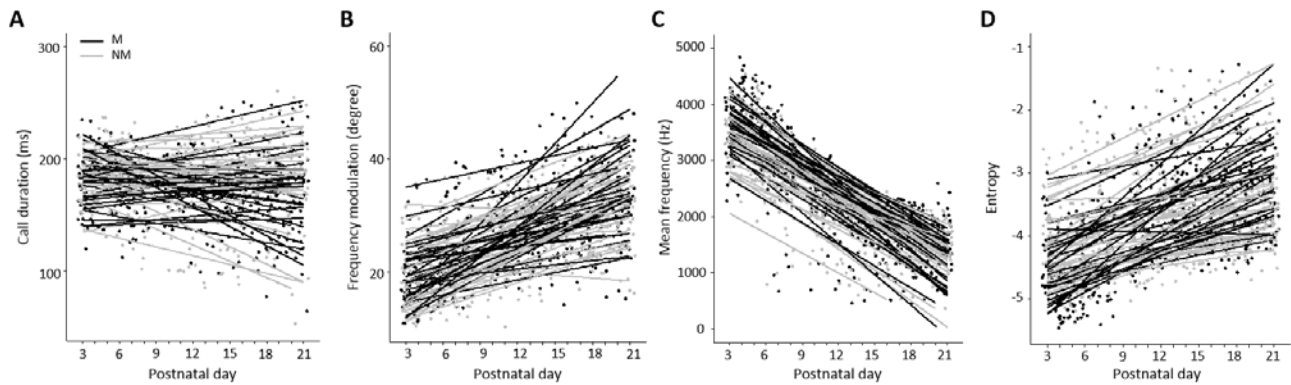 A
M
NM
Call duration (ms)
300
200
100
3 6 9 12 15 18 21
Postnatal day
B
Frequency modulation (degree)
60
40
20
3 6 9 12 15 18 21
Postnatal day
C
Mean frequency (Hz)
5000
4000
3000
2000
1000
0
3 6 9 12 15 18 21
Postnatal day
D
Entropy
-1
-2
-3
-4
-5
3 6 9 12 15 18 21
Postnatal day